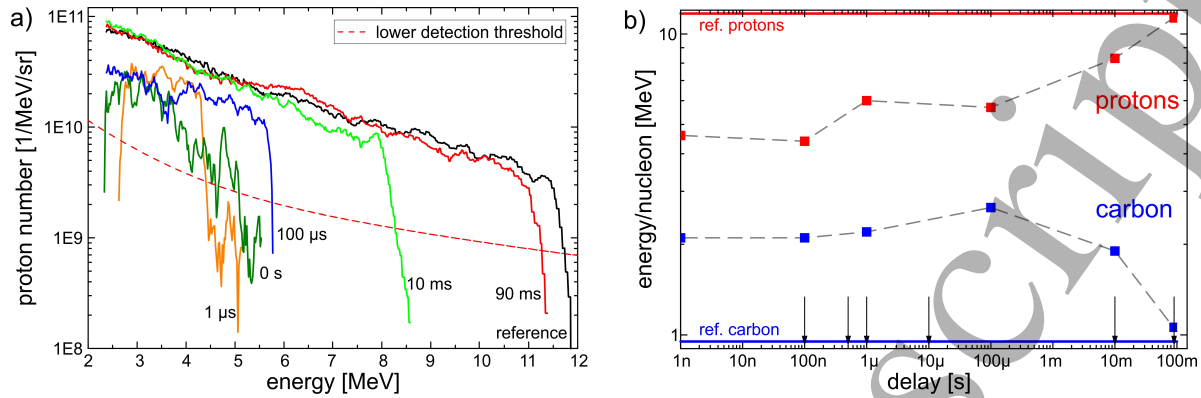 a)
proton number [1/MeV/sr]
1E11
1E10
1E9
1E8
lower detection threshold
100 µs
0 s
1 µs
10 ms
90 ms
reference
2 3 4 5 6 7 8 9 10 11 12
energy [MeV]
b)
energy/nucleon [MeV]
10
1
ref. protons
protons
carbon
ref. carbon
1n 10n 100n 1µ 10µ 100µ 1m 10m 100m
delay [s]
scrip